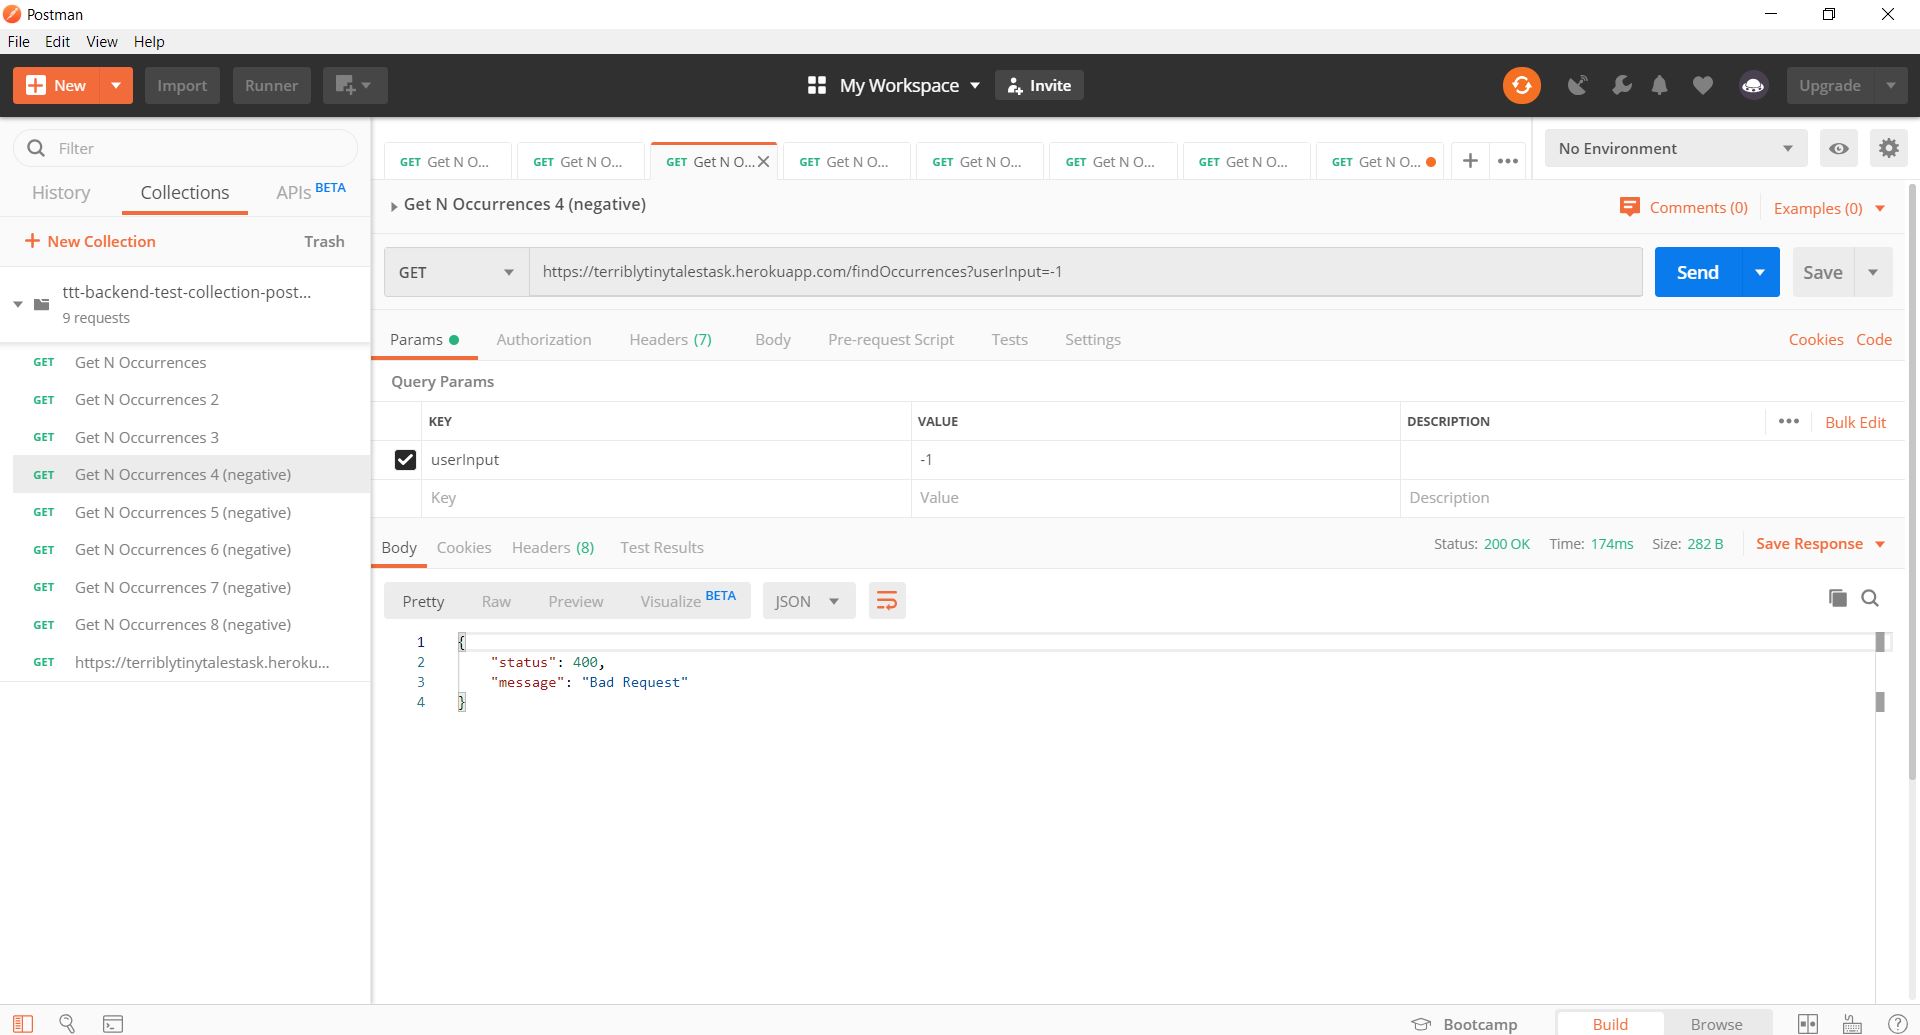 Postman
File Edit View Help
New Import Runner My Workspace Invite Upgrade
Filter
History Collections APIs BETA
New Collection Trash
ttt-backend-test-collection-post...
9 requests
GET Get N Occurrences
GET Get N Occurrences 2
GET Get N Occurrences 3
GET Get N Occurrences 4 (negative)
GET Get N Occurrences 5 (negative)
GET Get N Occurrences 6 (negative)
GET Get N Occurrences 7 (negative)
GET Get N Occurrences 8 (negative)
GET https://terriblytinytalestask.heroku...
GET Get N O... GET Get N O... GET Get N O... GET Get N O... GET Get N O... GET Get N O... GET Get N O... GET Get N O... No Environment
Get N Occurrences 4 (negative) Comments (0) Examples (0)
GET https://terriblytinytalestask.herokuapp.com/findOccurrences?userInput=-1 Send Save
Params Authorization Headers (7) Body Pre-request Script Tests Settings Cookies Code
Query Params
KEY VALUE DESCRIPTION Bulk Edit
userInput -1
Key Value Description
Body Cookies Headers (8) Test Results Status: 200 OK Time: 174ms Size: 282 B Save Response
Pretty Raw Preview Visualize BETA JSON
1 {
2 "status": 400,
3 "message": "Bad Request"
4 }
Bootcamp Build Browse